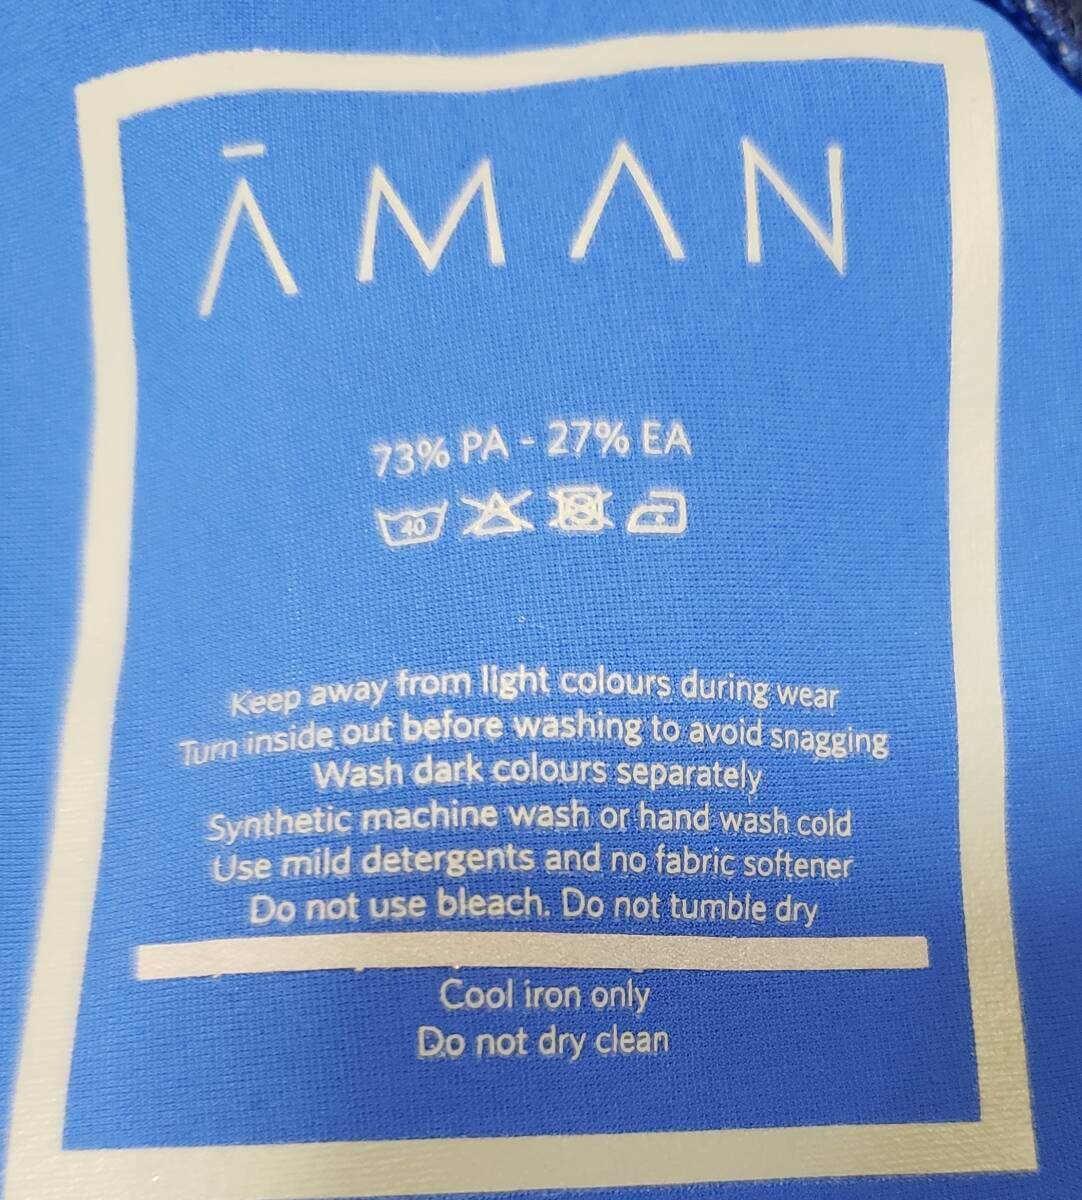 ĀMAN
73% PA - 27% EA
40
Keep away from light colours during wear
Turn inside out before washing to avoid snagging
Wash dark colours separately
Synthetic machine wash or hand wash cold
Use mild detergents and no fabric softener
Do not use bleach. Do not tumble dry
Cool iron only
Do not dry clean